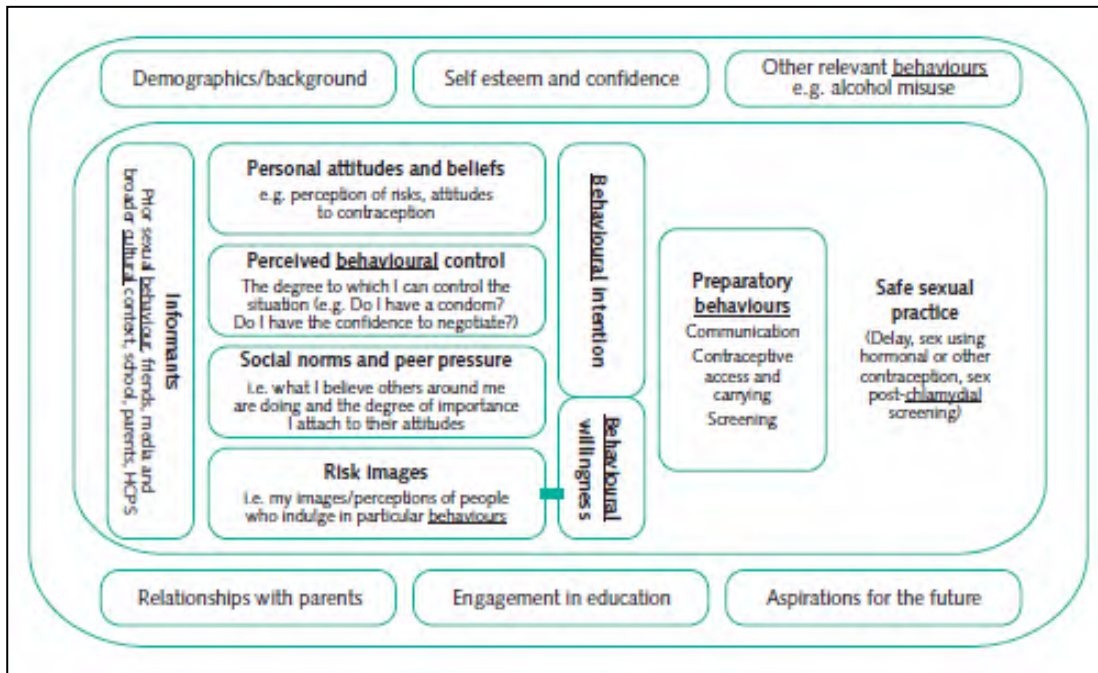 Demographics/background
Self esteem and confidence
Other relevant behaviours
e.g. alcohol misuse
Informants
Prior sexual behaviour, friends, media and
broader cultural context, school, parents, HCPS
Personal attitudes and beliefs
e.g. perception of risks, attitudes
to contraception
Perceived behavioural control
The degree to which I can control the
situation (e.g. Do I have a condom?
Do I have the confidence to negotiate?)
Social norms and peer pressure
i.e. what I believe others around me
are doing and the degree of importance
I attach to their attitudes
Risk images
i.e. my images/perceptions of people
who indulge in particular behaviours
Behavioural intention
Behavioural
willingness
Preparatory
behaviours
Communication
Contraceptive
access and
carrying
Screening
Safe sexual
practice
(Delay, sex using
hormonal or other
contraception, sex
post-chlamydial
screening)
Relationships with parents
Engagement in education
Aspirations for the future